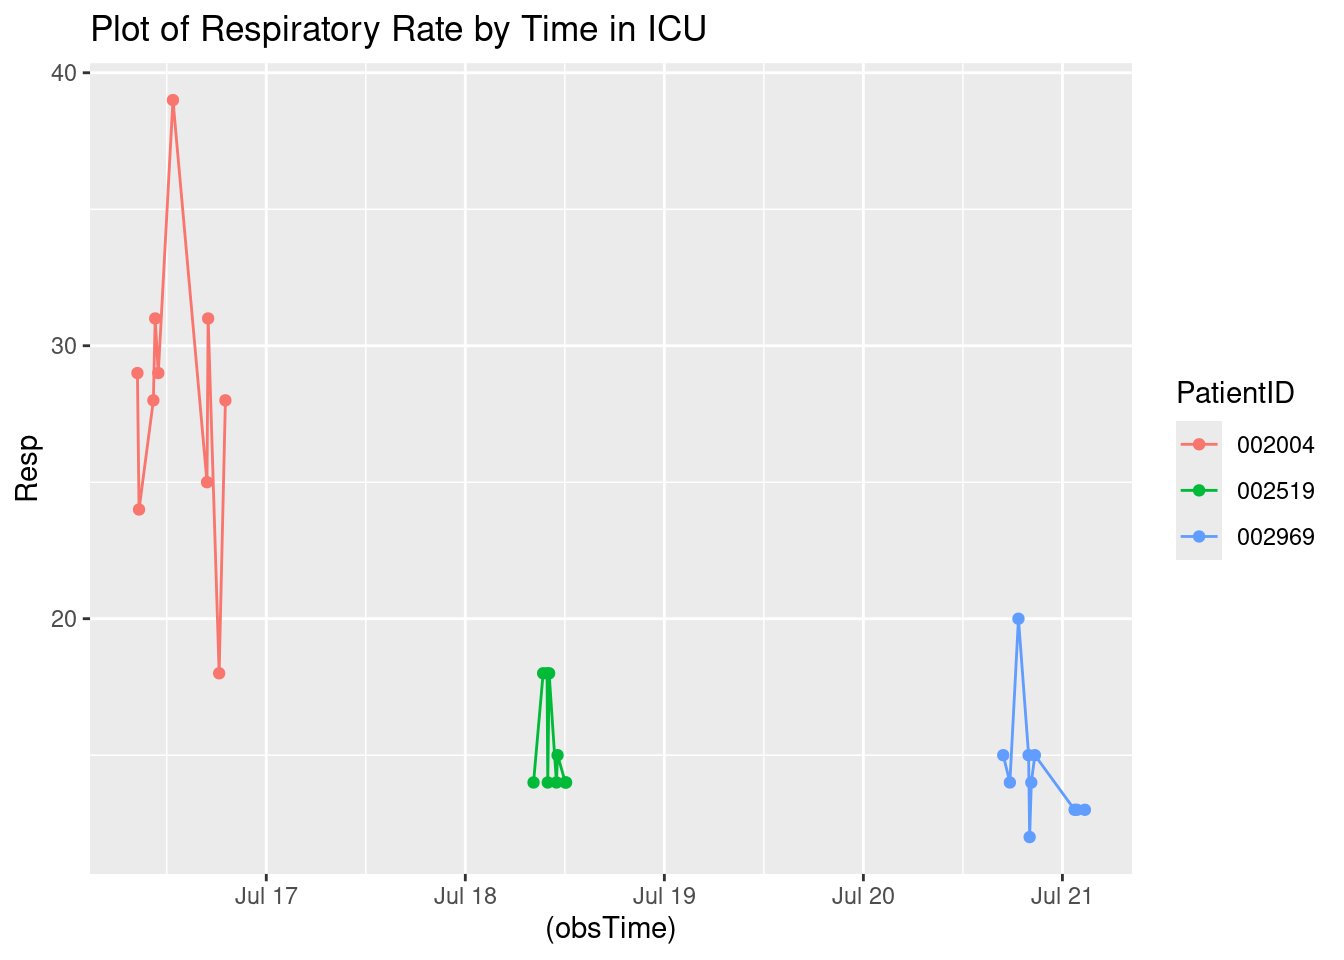 Plot of Respiratory Rate by Time in ICU
40
30
20
Resp
Jul 17
Jul 18
Jul 19
Jul 20
Jul 21
(obsTime)
PatientID
002004
002519
002969